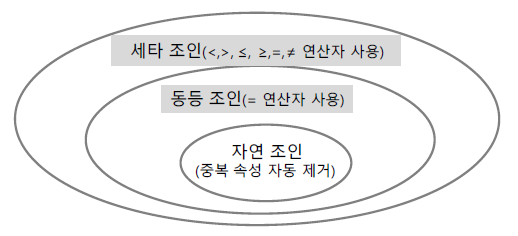 세타 조인(<,>, ≤, ≥,=,≠ 연산자 사용)
동등 조인(= 연산자 사용)
자연 조인
(중복 속성 자동 제거)